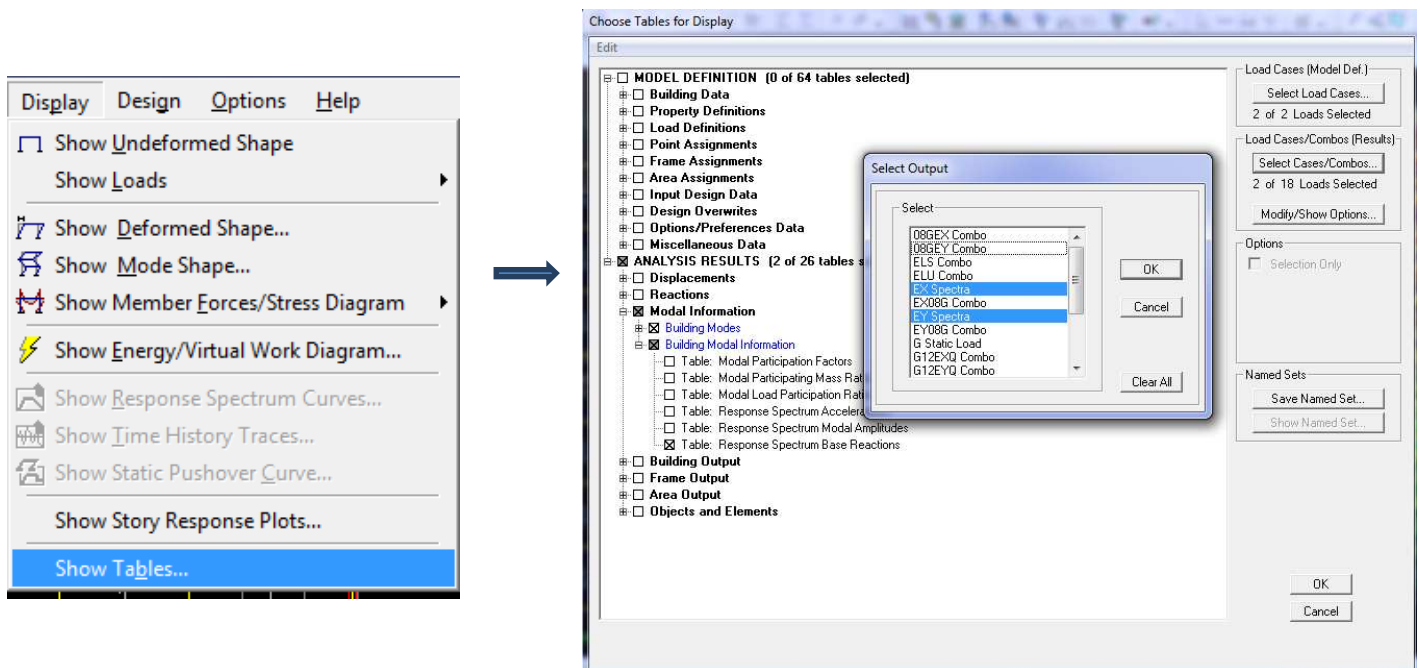 Display Design Options Help
Show Undeformed Shape
Show Loads
Show Deformed Shape...
Show Mode Shape...
Show Member Forces/Stress Diagram
Show Energy/Virtual Work Diagram...
Show Response Spectrum Curves...
Show Time History Traces...
Show Static Pushover Curve...
Show Story Response Plots...
Show Tables...
Choose Tables for Display
Edit
MODEL DEFINITION (0 of 64 tables selected)
Building Data
Property Definitions
Load Definitions
Point Assignments
Frame Assignments
Area Assignments
Input Design Data
Design Overwrites
Options/Preferences Data
Miscellaneous Data
ANALYSIS RESULTS (2 of 26 tables s
Displacements
Reactions
Modal Information
Building Modes
Building Modal Information
Table: Modal Participation Factors
Table: Modal Participating Mass Rat
Table: Modal Load Participation Rati
Table: Response Spectrum Accelera
Table: Response Spectrum Modal Amplitudes
Table: Response Spectrum Base Reactions
Building Output
Frame Output
Area Output
Objects and Elements
Select Output
Select
08GEX Combo
08GEY Combo
ELS Combo
ELU Combo
EX Spectra
EX08G Combo
EY Spectra
EY08G Combo
G Static Load
G12EXQ Combo
G12EYQ Combo
OK
Cancel
Clear All
Load Cases (Model Def.)
Select Load Cases...
2 of 2 Loads Selected
Load Cases/Combos (Results)
Select Cases/Combos...
2 of 18 Loads Selected
Modify/Show Options...
Options
Selection Only
Named Sets
Save Named Set...
Show Named Set...
OK
Cancel